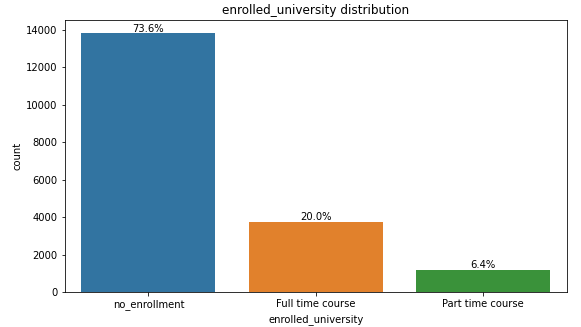 enrolled_university distribution
14000
12000
10000
8000
6000
4000
2000
0
count
73.6%
20.0%
6.4%
no_enrollment
Full time course
Part time course
enrolled_university